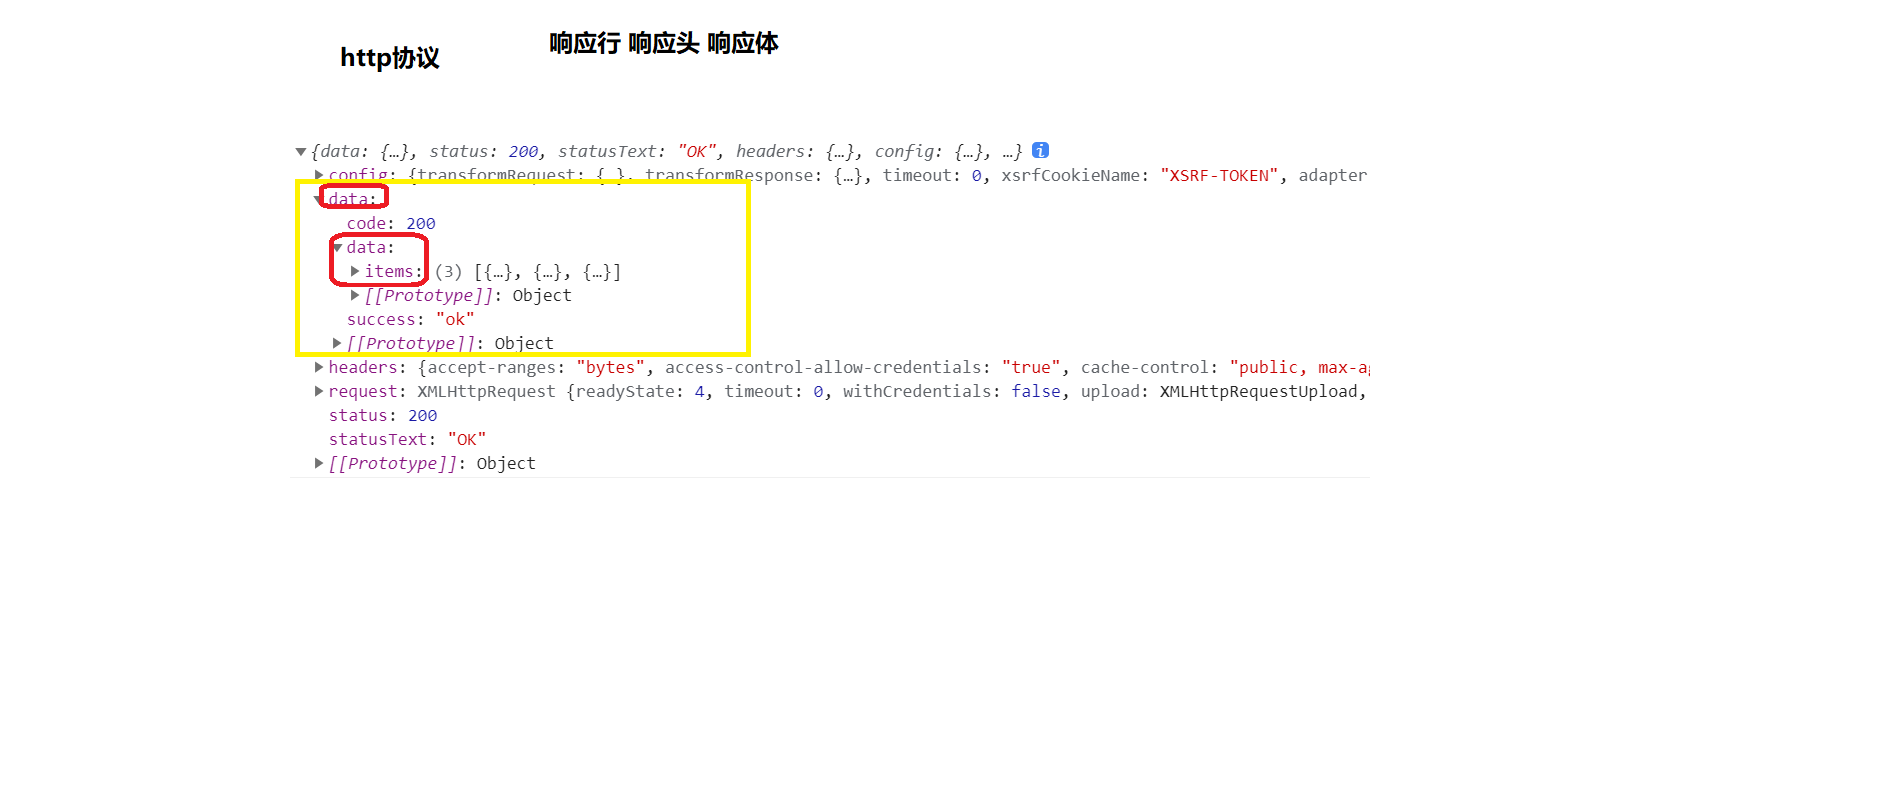 http协议
响应行 响应头 响应体
{data: {…}, status: 200, statusText: "OK", headers: {…}, config: {…}, …}
config: {transformRequest: {…}, transformResponse: {…}, timeout: 0, xsrfCookieName: "XSRF-TOKEN", adapter
data:
code: 200
data:
items: (3) [{…}, {…}, {…}]
[[Prototype]]: Object
success: "ok"
[[Prototype]]: Object
headers: {accept-ranges: "bytes", access-control-allow-credentials: "true", cache-control: "public, max-ag
request: XMLHttpRequest {readyState: 4, timeout: 0, withCredentials: false, upload: XMLHttpRequestUpload,
status: 200
statusText: "OK"
[[Prototype]]: Object